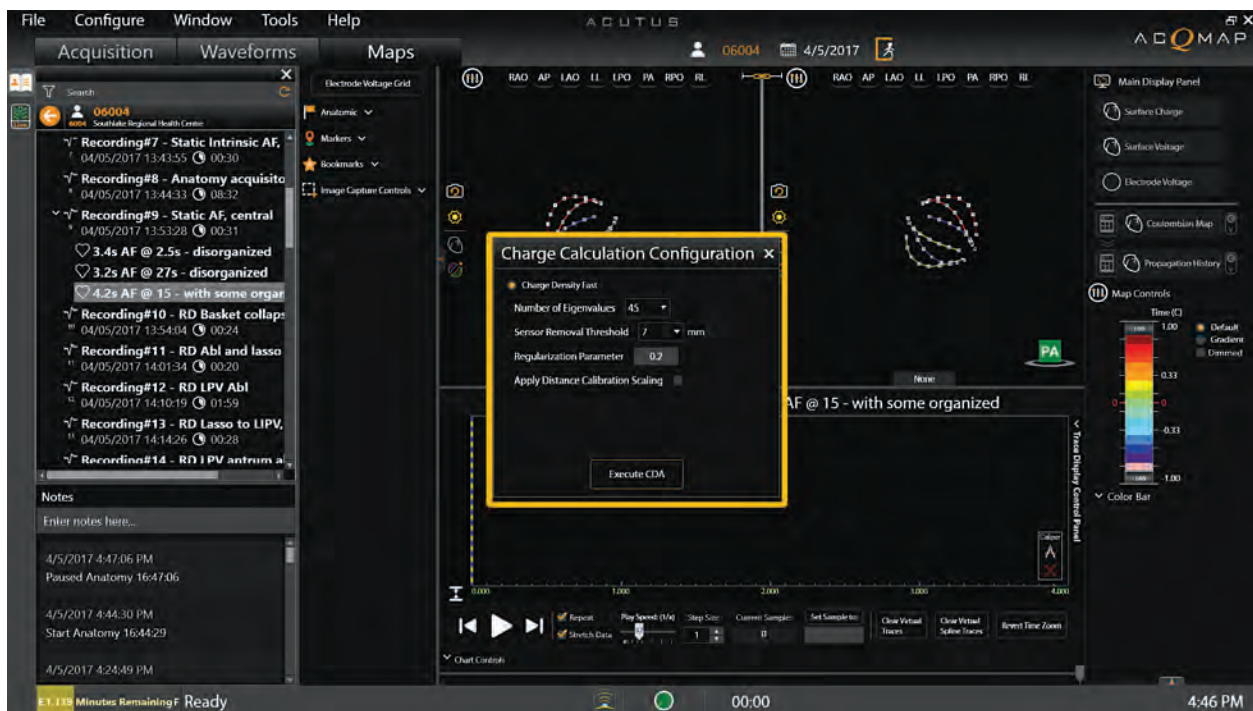 File Configure Window Tools Help
ACUTUS
ACQMAP
Acquisition Waveforms Maps
06004 4/5/2017
Search
06004
6004 Southlake Regional Health Centre
Recording#7 - Static Intrinsic AF,
7 04/05/2017 13:43:55 00:30
Recording#8 - Anatomy acquisito
8 04/05/2017 13:44:33 08:32
Recording#9 - Static AF, central
9 04/05/2017 13:53:28 00:31
3.4s AF @ 2.5s - disorganized
3.2s AF @ 27s - disorganized
4.2s AF @ 15 - with some organ
Recording#10 - RD Basket collaps
10 04/05/2017 13:54:04 00:24
Recording#11 - RD Abl and lasso
11 04/05/2017 14:01:34 00:20
Recording#12 - RD LPV Abl
12 04/05/2017 14:10:19 01:59
Recording#13 - RD Lasso to LIPV,
13 04/05/2017 14:14:26 00:28
Recording#14 - RD LPV antrum a
Notes
Enter notes here...
4/5/2017 4:47:06 PM
Paused Anatomy 16:47:06
4/5/2017 4:44:30 PM
Start Anatomy 16:44:29
4/5/2017 4:24:49 PM
Electrode Voltage Grid
Anatomic
Markers
Bookmarks
Image Capture Controls
RAO AP LAO LL LPO PA RPO RL
RAO AP LAO LL LPO PA RPO RL
Charge Calculation Configuration
Charge Density Fast
Number of Eigenvalues 45
Sensor Removal Threshold 7 mm
Regularization Parameter 0.2
Apply Distance Calibration Scaling
Execute CDA
PA
None
AF @ 15 - with some organized
Trace Display Control Panel
Caliper
0.000 1.000 2.000 3.000 4.000
Repeat
Stretch Data
Play Speed: (1/x)
Step Size:
1
Current Sample:
0
Set Sample to:
Clear Virtual Traces
Clear Virtual Spline Traces
Revert Time Zoom
Chart Controls
Main Display Panel
Surface Charge
Surface Voltage
Electrode Voltage
Coulombian Map
Propagation History
Map Controls
Time (C)
1.00
Default
Gradient
Dimmed
0.33
0 0
-0.33
-1.00
Color Bar
Minutes Remaining F Ready
00:00
4:46 PM